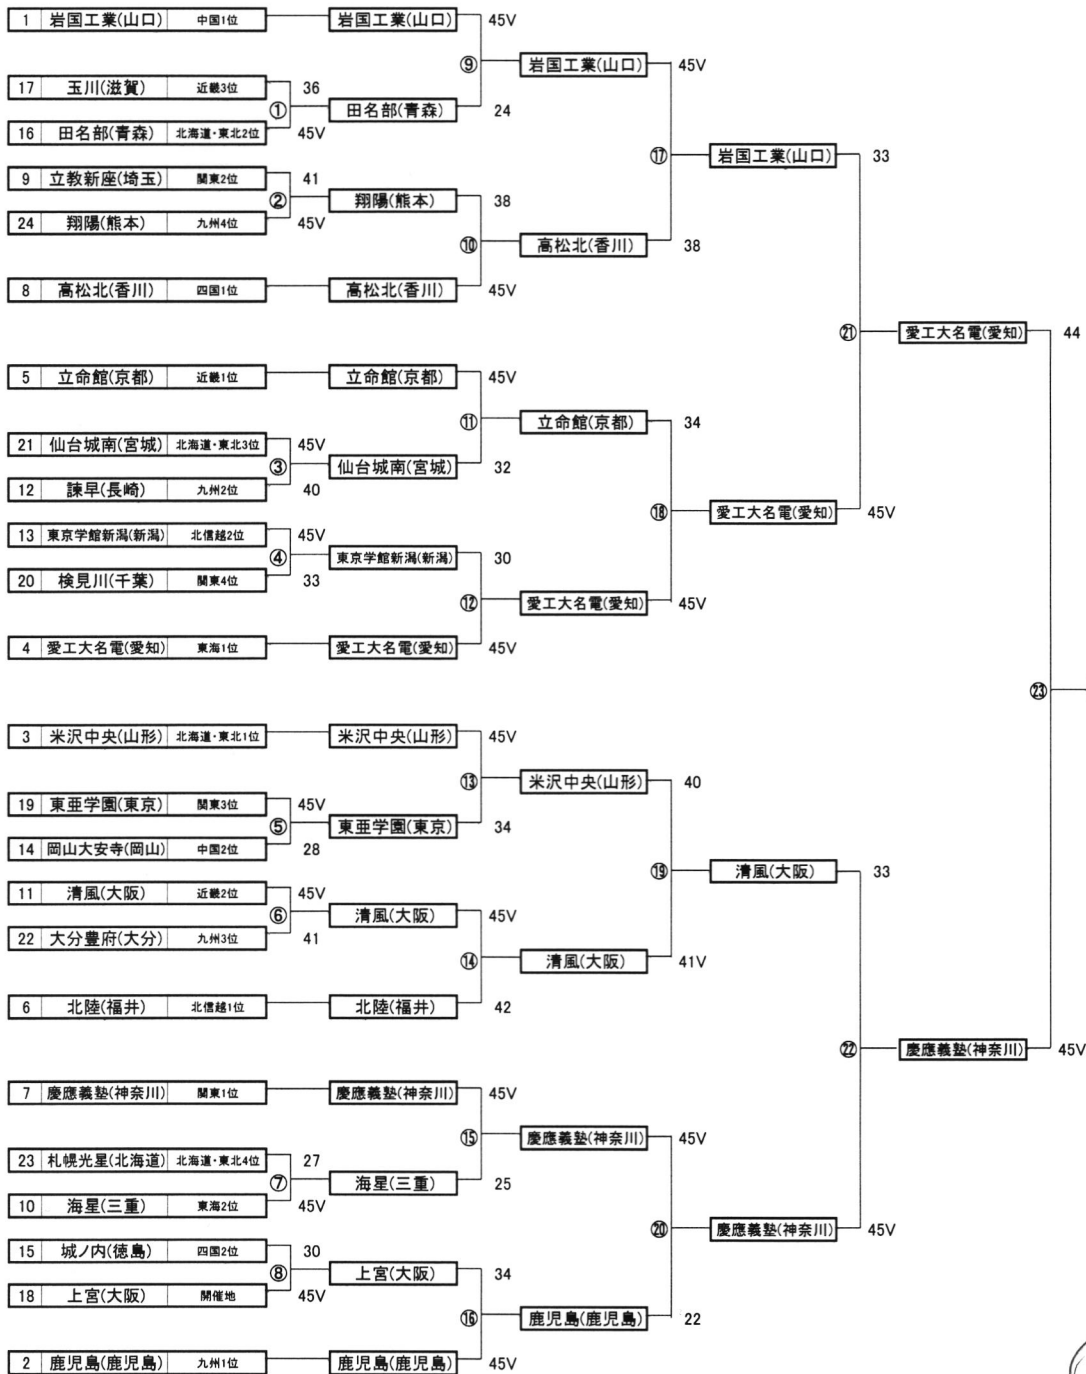 1 岩国工業(山口) 中国1位 岩国工業(山口) 45V
⑨ 岩国工業(山口) 45V
17 玉川(滋賀) 近畿3位 36
① 田名部(青森) 24
16 田名部(青森) 北海道・東北2位 45V
⑰ 岩国工業(山口) 33
9 立教新座(埼玉) 関東2位 41
② 翔陽(熊本) 38
24 翔陽(熊本) 九州4位 45V
⑩ 高松北(香川) 38
8 高松北(香川) 四国1位 高松北(香川) 45V
㉑ 愛工大名電(愛知) 44
5 立命館(京都) 近畿1位 立命館(京都) 45V
⑪ 立命館(京都) 34
21 仙台城南(宮城) 北海道・東北3位 45V
③ 仙台城南(宮城) 32
12 諫早(長崎) 九州2位 40
⑱ 愛工大名電(愛知) 45V
13 東京学館新潟(新潟) 北信越2位 45V
④ 東京学館新潟(新潟) 30
20 検見川(千葉) 関東4位 33
⑫ 愛工大名電(愛知) 45V
4 愛工大名電(愛知) 東海1位 愛工大名電(愛知) 45V
㉓
3 米沢中央(山形) 北海道・東北1位 米沢中央(山形) 45V
⑬ 米沢中央(山形) 40
19 東亜学園(東京) 関東3位 45V
⑤ 東亜学園(東京) 34
14 岡山大安寺(岡山) 中国2位 28
⑲ 清風(大阪) 33
11 清風(大阪) 近畿2位 45V
⑥ 清風(大阪) 45V
22 大分豊府(大分) 九州3位 41
⑭ 清風(大阪) 41V
6 北陸(福井) 北信越1位 北陸(福井) 42
㉒ 慶應義塾(神奈川) 45V
7 慶應義塾(神奈川) 関東1位 慶應義塾(神奈川) 45V
⑮ 慶應義塾(神奈川) 45V
23 札幌光星(北海道) 北海道・東北4位 27
⑦ 海星(三重) 25
10 海星(三重) 東海2位 45V
⑳ 慶應義塾(神奈川) 45V
15 城ノ内(徳島) 四国2位 30
⑧ 上宮(大阪) 34
18 上宮(大阪) 開催地 45V
⑯ 鹿児島(鹿児島) 22
2 鹿児島(鹿児島) 九州1位 鹿児島(鹿児島) 45V